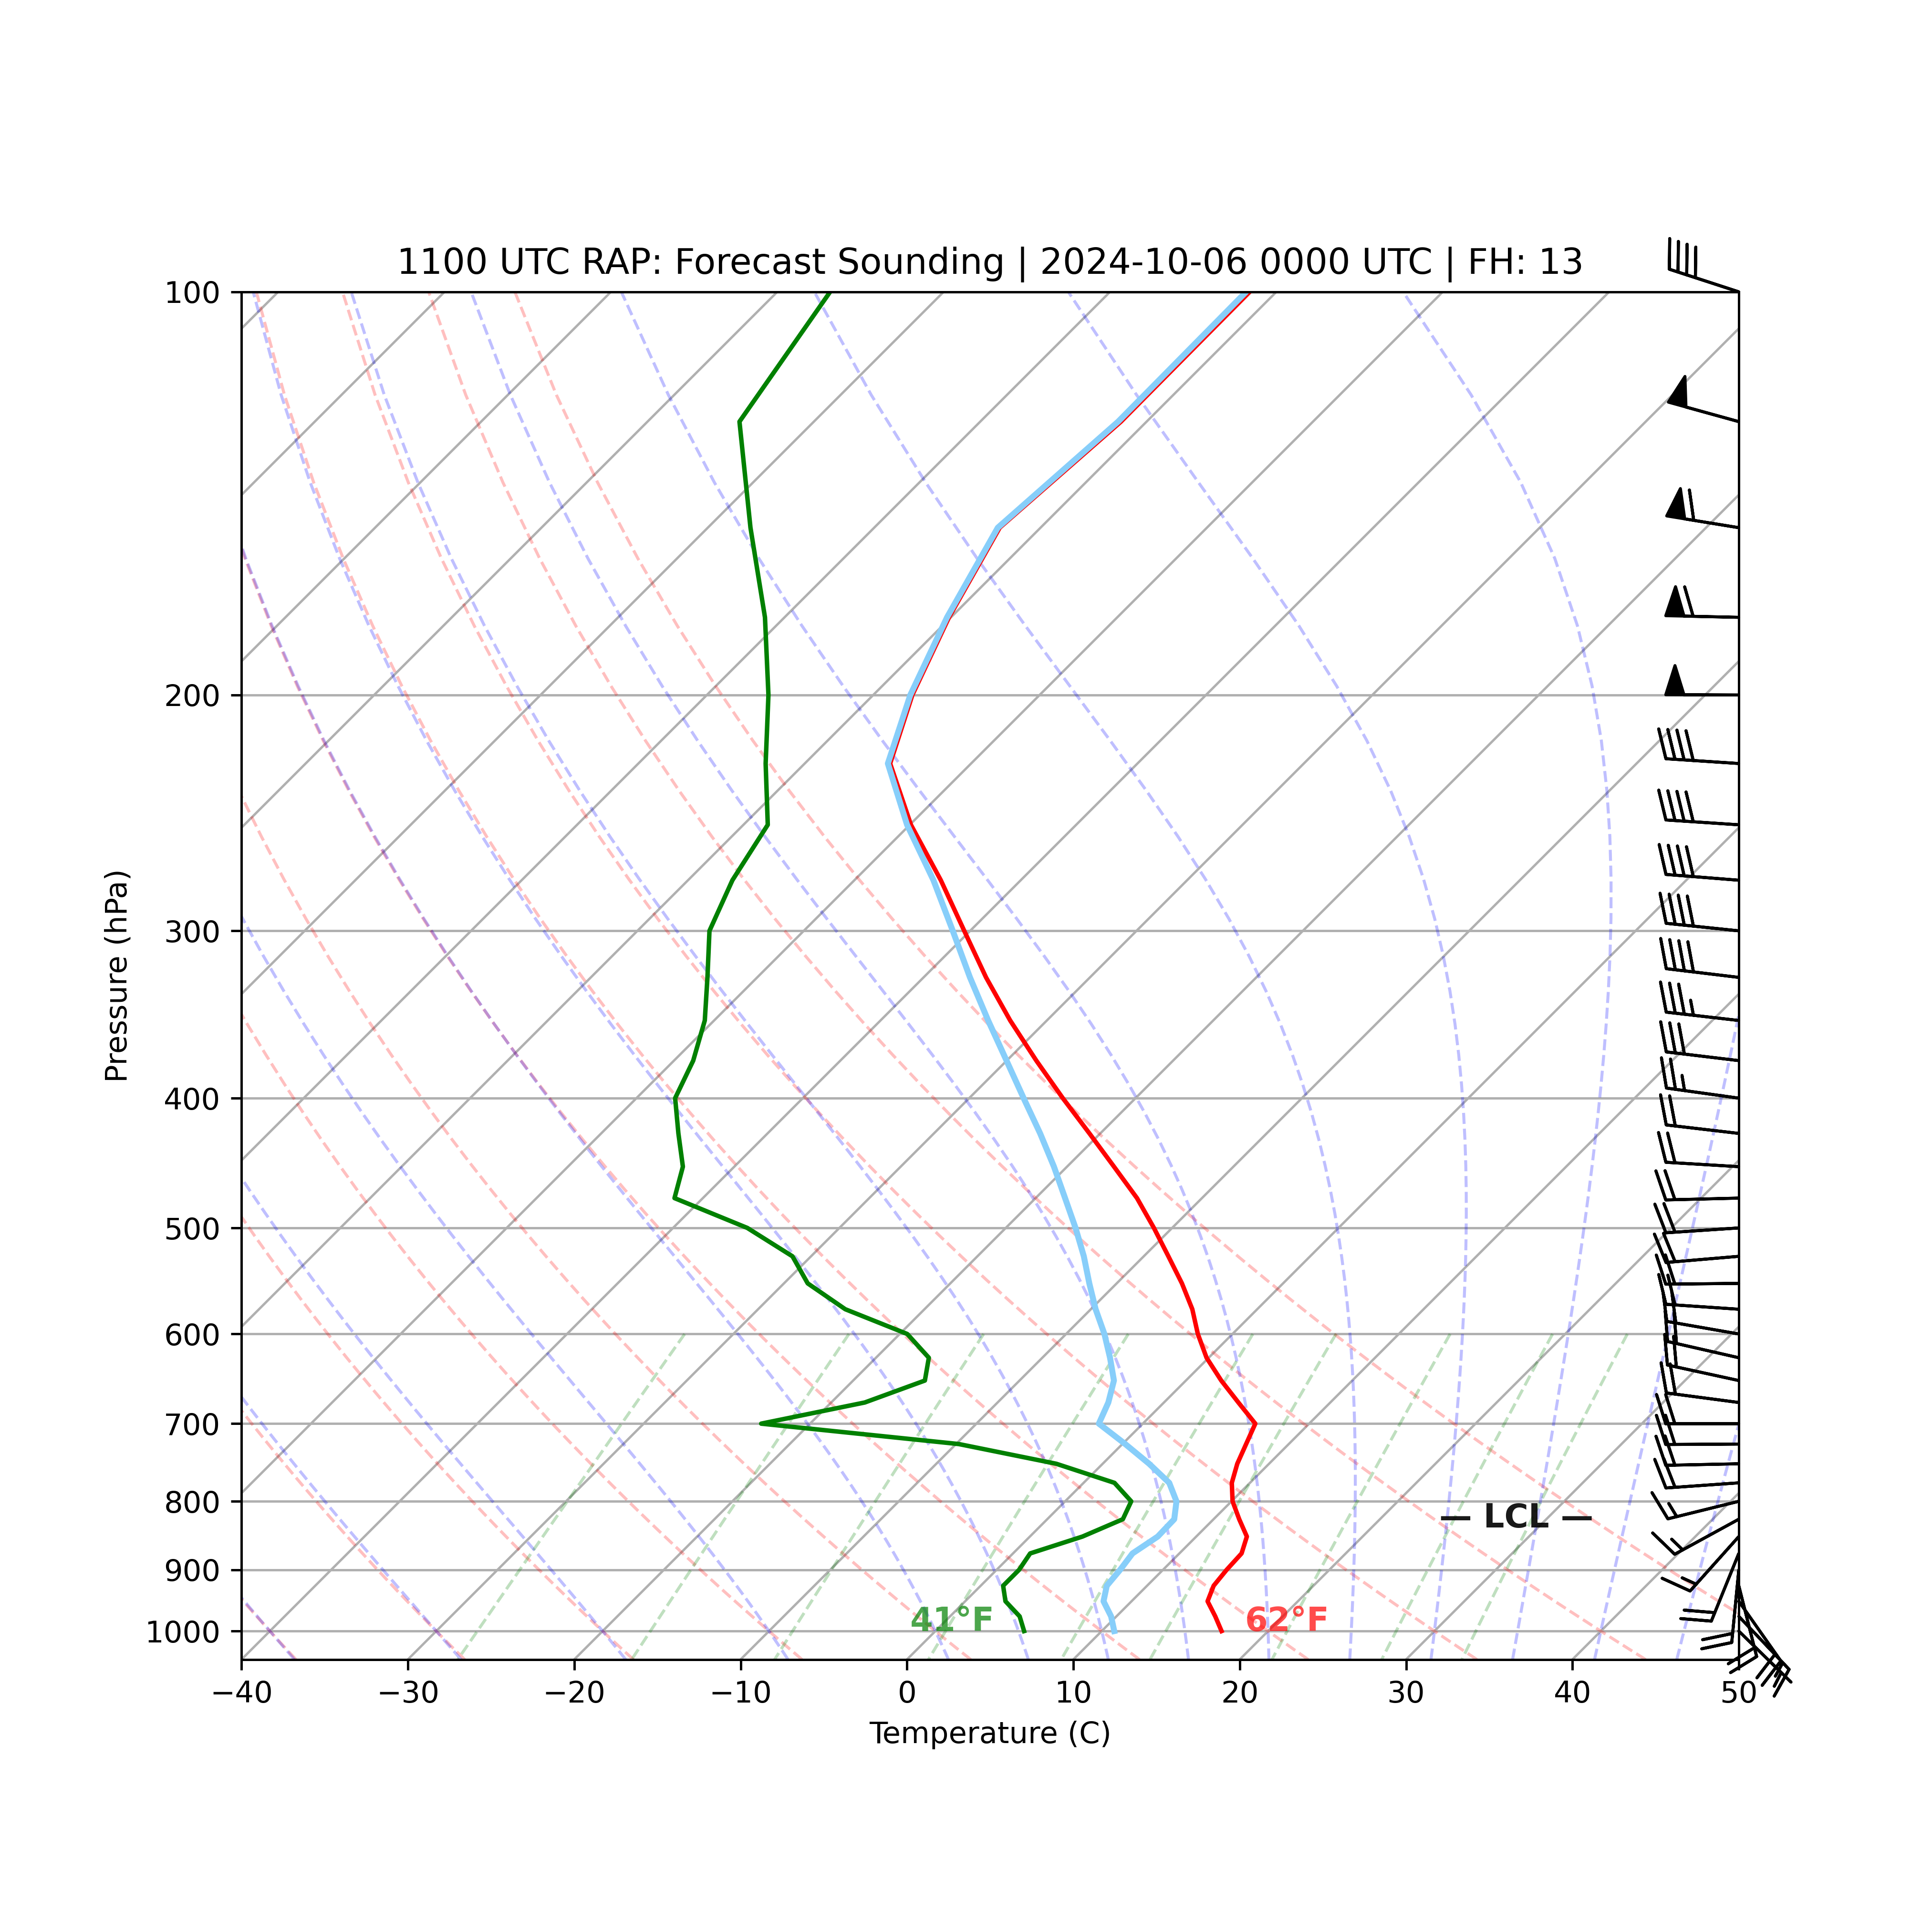 1100 UTC RAP: Forecast Sounding | 2024-10-06 0000 UTC | FH: 13
100
200
300
400
500
600
700
800
900
1000
Pressure (hPa)
— LCL —
41°F
62°F
−40 −30 −20 −10 0 10 20 30 40 50
Temperature (C)